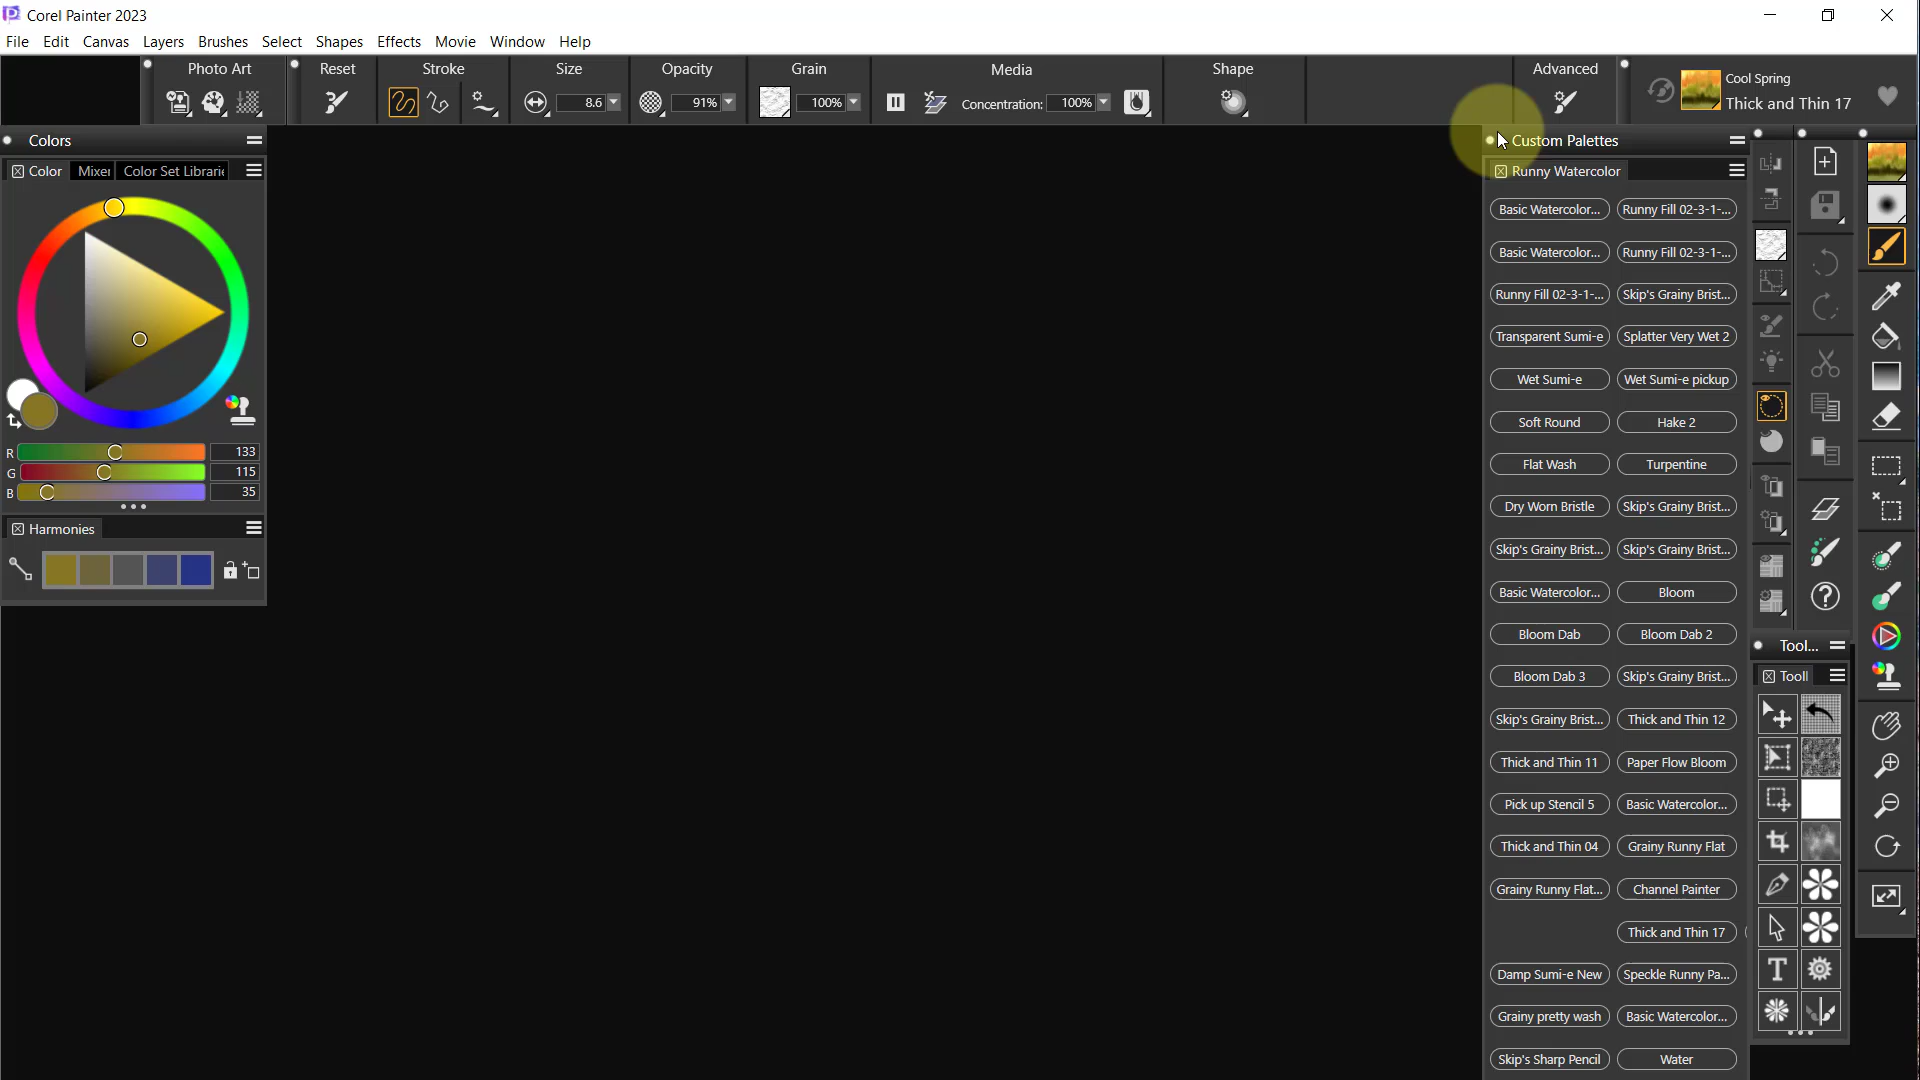 Corel Painter 2023
File Edit Canvas Layers Brushes Select Shapes Effects Movie Window Help
Photo Art Reset Stroke Size Opacity Grain Media Shape Advanced
Cool Spring
8.6 91% 100% Concentration: 100% Thick and Thin 17
Colors Custom Palettes
Color Mixer Color Set Librarie Runny Watercolor
Basic Watercolor... Runny Fill 02-3-1-...
Basic Watercolor... Runny Fill 02-3-1-...
Runny Fill 02-3-1-... Skip's Grainy Brist...
Transparent Sumi-e Splatter Very Wet 2
Wet Sumi-e Wet Sumi-e pickup
Soft Round Hake 2
R 133
Flat Wash Turpentine
G 115
B 35
Dry Worn Bristle Skip's Grainy Brist...
Harmonies
Skip's Grainy Brist... Skip's Grainy Brist...
Basic Watercolor... Bloom
Bloom Dab Bloom Dab 2
Tool...
Bloom Dab 3 Skip's Grainy Brist...
Tooll
Skip's Grainy Brist... Thick and Thin 12
Thick and Thin 11 Paper Flow Bloom
Pick up Stencil 5 Basic Watercolor...
Thick and Thin 04 Grainy Runny Flat
Grainy Runny Flat... Channel Painter
Thick and Thin 17
Damp Sumi-e New Speckle Runny Pa...
Grainy pretty wash Basic Watercolor...
Skip's Sharp Pencil Water